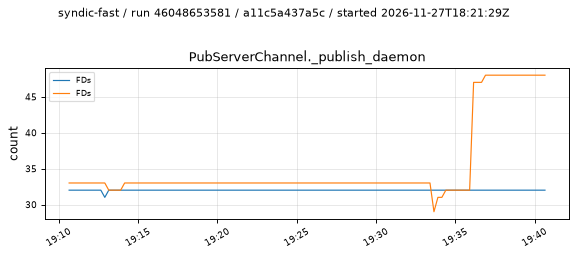 syndic-fast / run 46048653581 / a11c5a437a5c / started 2026-11-27T18:21:29Z
PubServerChannel._publish_daemon
FDs
FDs
count
45
40
35
30
19:10
19:15
19:20
19:25
19:30
19:35
19:40